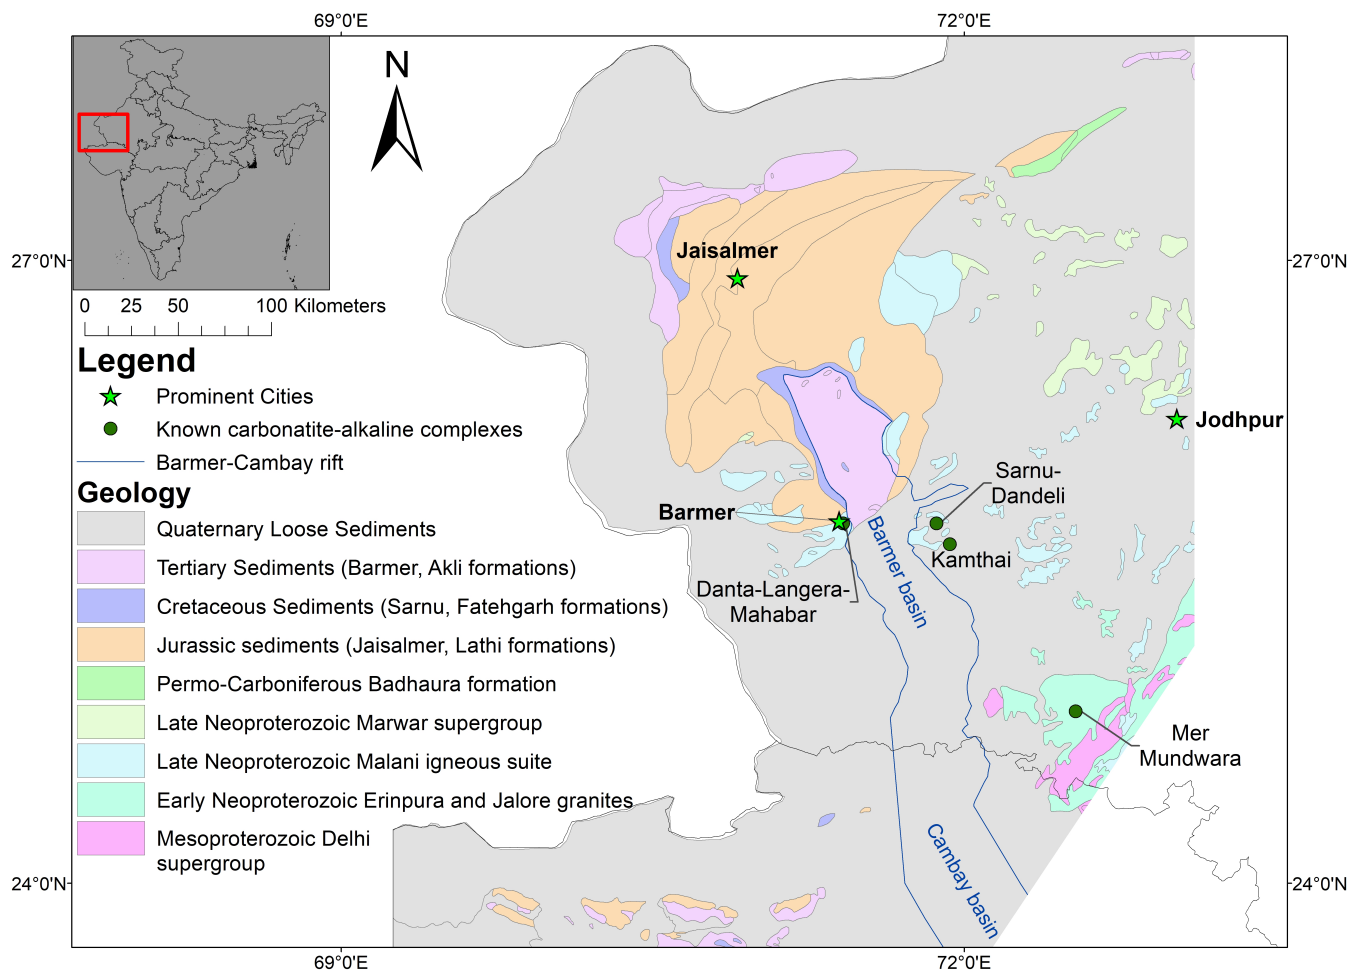 69°0'E
72°0'E
N
27°0'N
27°0'N
0 25 50 100 Kilometers
Legend
Prominent Cities
Known carbonatite-alkaline complexes
Barmer-Cambay rift
Geology
Quaternary Loose Sediments
Tertiary Sediments (Barmer, Akli formations)
Cretaceous Sediments (Sarnu, Fatehgarh formations)
Jurassic sediments (Jaisalmer, Lathi formations)
Permo-Carboniferous Badhaura formation
Late Neoproterozoic Marwar supergroup
Late Neoproterozoic Malani igneous suite
Early Neoproterozoic Erinpura and Jalore granites
Mesoproterozoic Delhi
supergroup
Jaisalmer
Jodhpur
Sarnu-
Dandeli
Barmer
Kamthai
Barmer basin
Danta-Langera-
Mahabar
Mer
Mundwara
Cambay basin
24°0'N
24°0'N
69°0'E
72°0'E